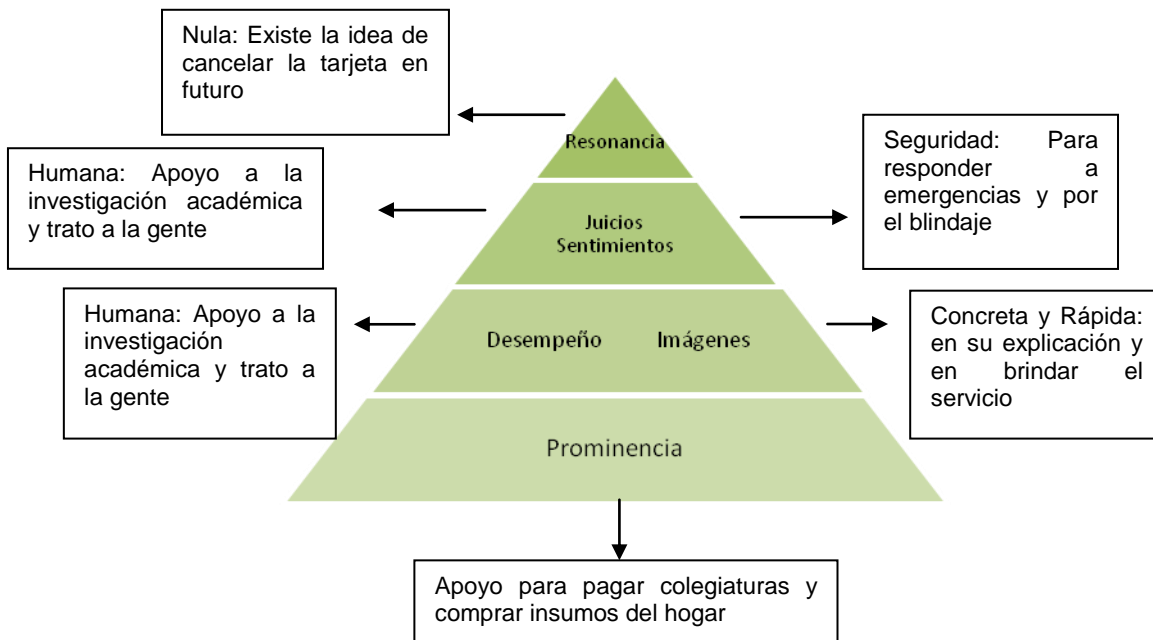 Nula: Existe la idea de
cancelar la tarjeta en
futuro
Resonancia
Humana: Apoyo a la
investigación académica
y trato a la gente
Seguridad: Para
responder a
emergencias y por
el blindaje
Juicios
Sentimientos
Humana: Apoyo a la
investigación
académica y trato a
la gente
Desempeño Imágenes
Concreta y Rápida:
en su explicación y
en brindar el
servicio
Prominencia
Apoyo para pagar colegiaturas y
comprar insumos del hogar